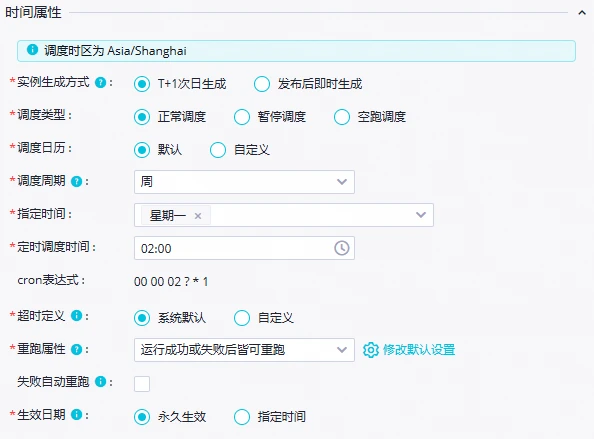 时间属性
调度时区为 Asia/Shanghai
*实例生成方式 : T+1次日生成 发布后即时生成
*调度类型 : 正常调度 暂停调度 空跑调度
*调度日历 : 默认 自定义
*调度周期 : 周
*指定时间 : 星期一 ×
*定时调度时间 : 02:00
cron表达式 : 00 00 02 ? * 1
*超时定义 : 系统默认 自定义
*重跑属性 : 运行成功或失败后皆可重跑 修改默认设置
失败自动重跑 :
*生效日期 : 永久生效 指定时间